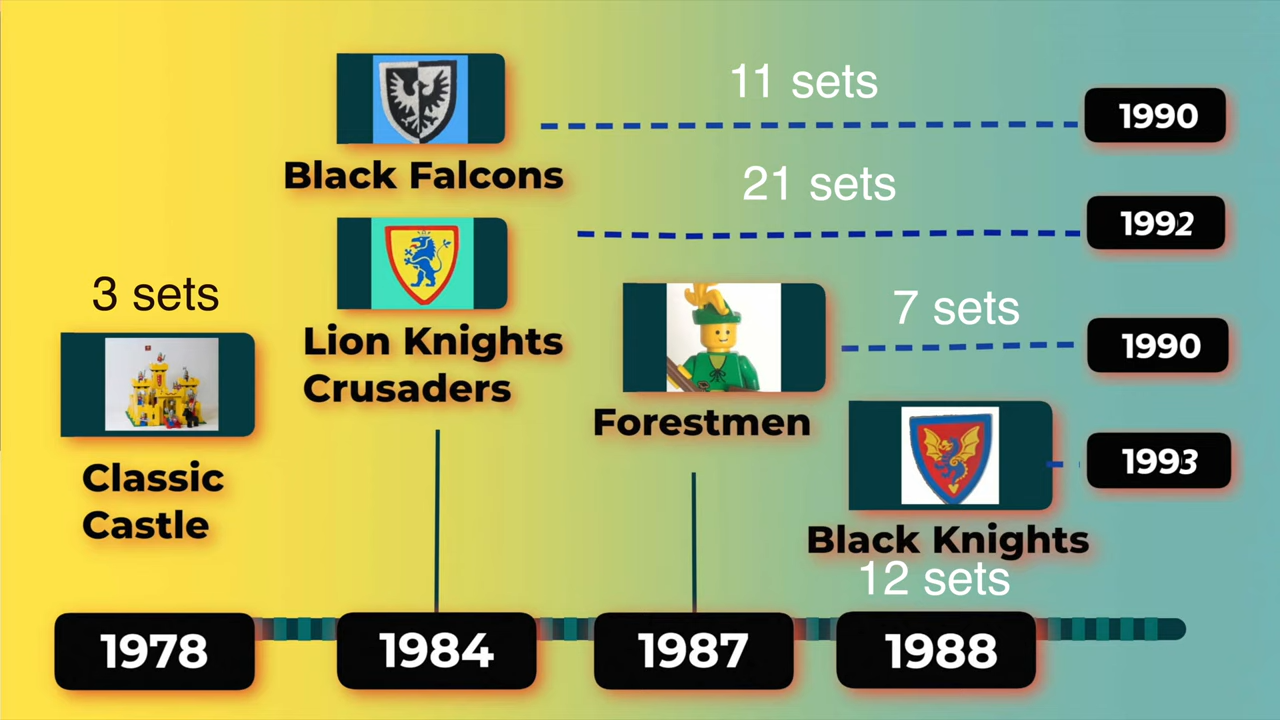 11 sets
1990
Black Falcons
21 sets
1992
3 sets
Lion Knights
Crusaders
7 sets
1990
Forestmen
Classic
Castle
1993
Black Knights
12 sets
1978
1984
1987
1988